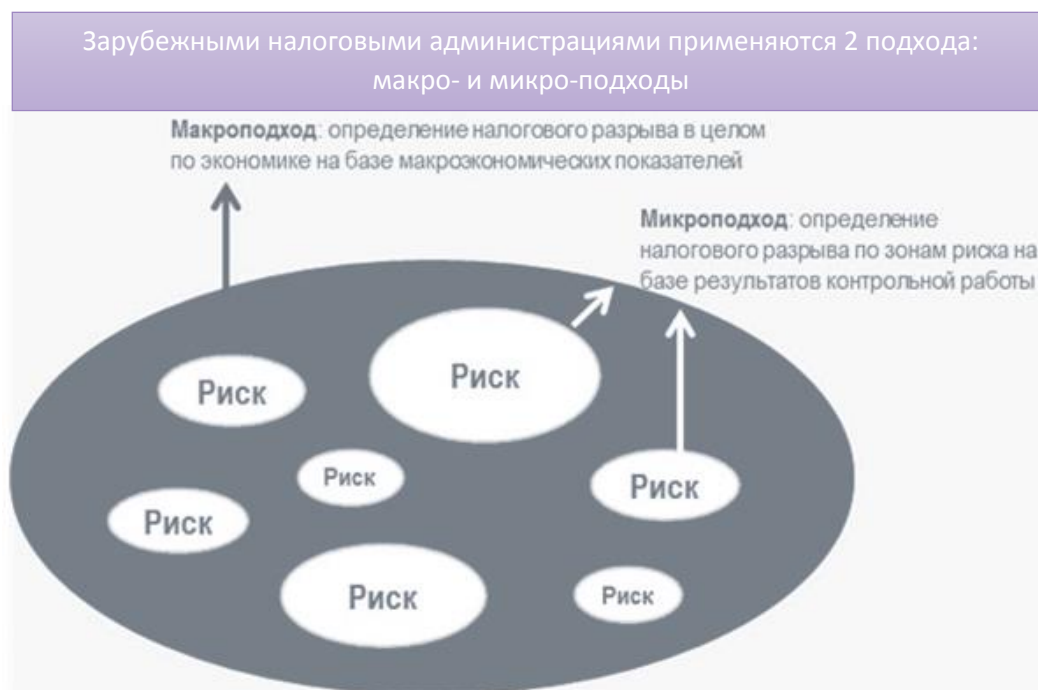 Зарубежными налоговыми администрациями применяются 2 подхода:
макро- и микро-подходы
Макроподход: определение налогового разрыва в целом
по экономике на базе макроэкономических показателей
Микроподход: определение
налогового разрыва по зонам риска на
базе результатов контрольной работы
Риск
Риск
Риск
Риск
Риск
Риск
Риск